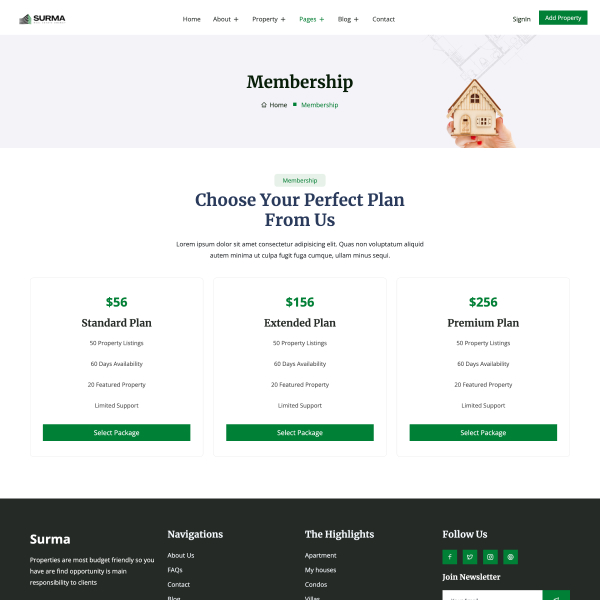 SURMA
Home About + Property + Pages + Blog + Contact
SignIn Add Property
Membership
Home Membership
Membership
Choose Your Perfect Plan
From Us
Lorem ipsum dolor sit amet consectetur adipisicing elit. Quas non voluptatum aliquid
autem minima ut culpa fugit fuga cumque, ullam minus sequi.
$56
Standard Plan
50 Property Listings
60 Days Availability
20 Featured Property
Limited Support
Select Package
$156
Extended Plan
50 Property Listings
60 Days Availability
20 Featured Property
Limited Support
Select Package
$256
Premium Plan
50 Property Listings
60 Days Availability
20 Featured Property
Limited Support
Select Package
Surma
Properties are most budget friendly so you
have are find opportunity is main
responsibility to clients
Navigations
About Us
FAQs
Contact
Blog
The Highlights
Apartment
My houses
Condos
Villas
Follow Us
Join Newsletter